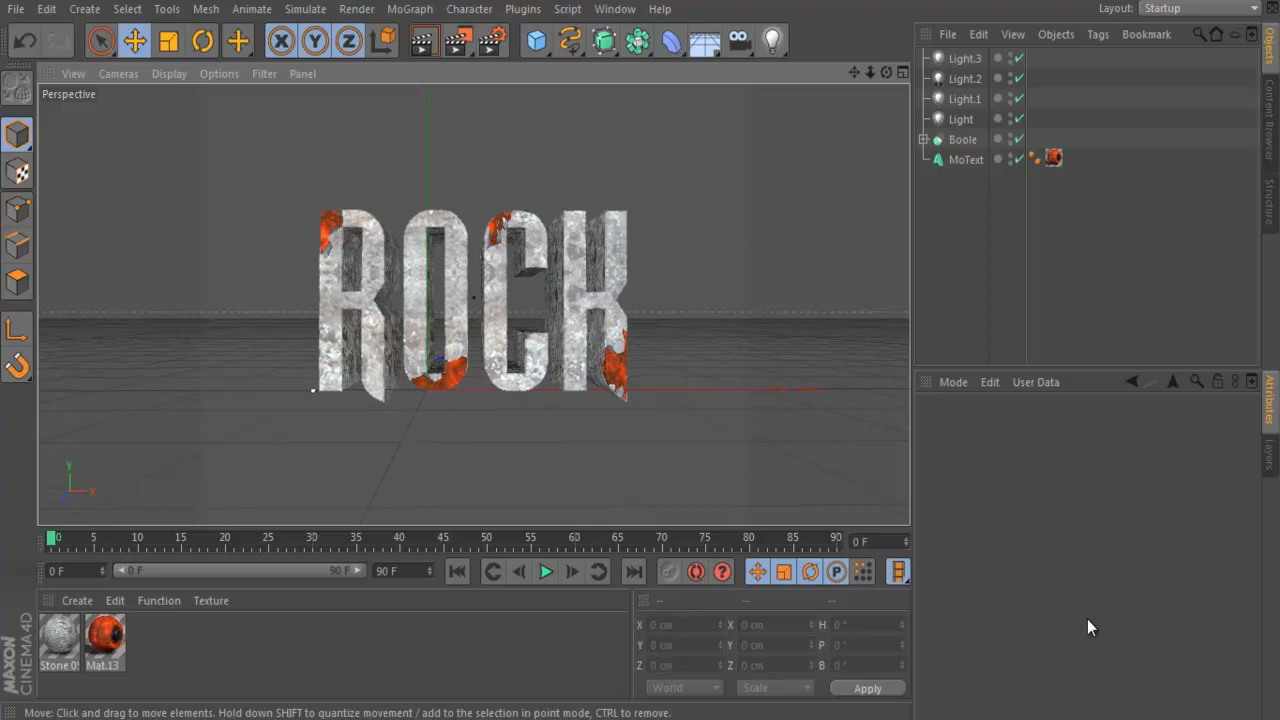 File Edit Create Select Tools Mesh Animate Simulate Render MoGraph Character Plugins Script Window Help Layout: Startup
View Cameras Display Options Filter Panel
Perspective
ROCK
Y
X
File Edit View Objects Tags Bookmark
Light.3
Light.2
Light.1
Light
Boole
MoText
Objects
Content Browser
Structure
Mode Edit User Data
Attributes
Layers
0 5 10 15 20 25 30 35 40 45 50 55 60 65 70 75 80 85 90 0 F
0 F 0 F 90 F 90 F
Create Edit Function Texture
-- -- --
Stone 0
Mat.13
X 0 cm X 0 cm H 0 °
Y 0 cm Y 0 cm P 0 °
Z 0 cm Z 0 cm B 0 °
World Scale Apply
MAXON
CINEMA 4D
Move: Click and drag to move elements. Hold down SHIFT to quantize movement / add to the selection in point mode, CTRL to remove.